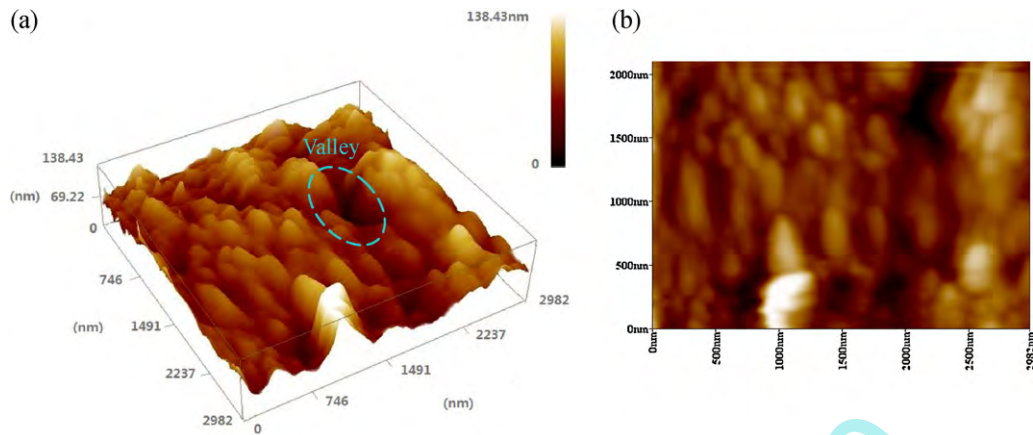 (a)
138.43nm
0
Valley
138.43
(nm)
69.22
0
746
(nm)
1491
2237
2982
0
746
1491
(nm)
2237
2982
(b)
2000nm
1500nm
1000nm
500nm
0nm
0nm
500nm
1000nm
1500nm
2000nm
2500nm